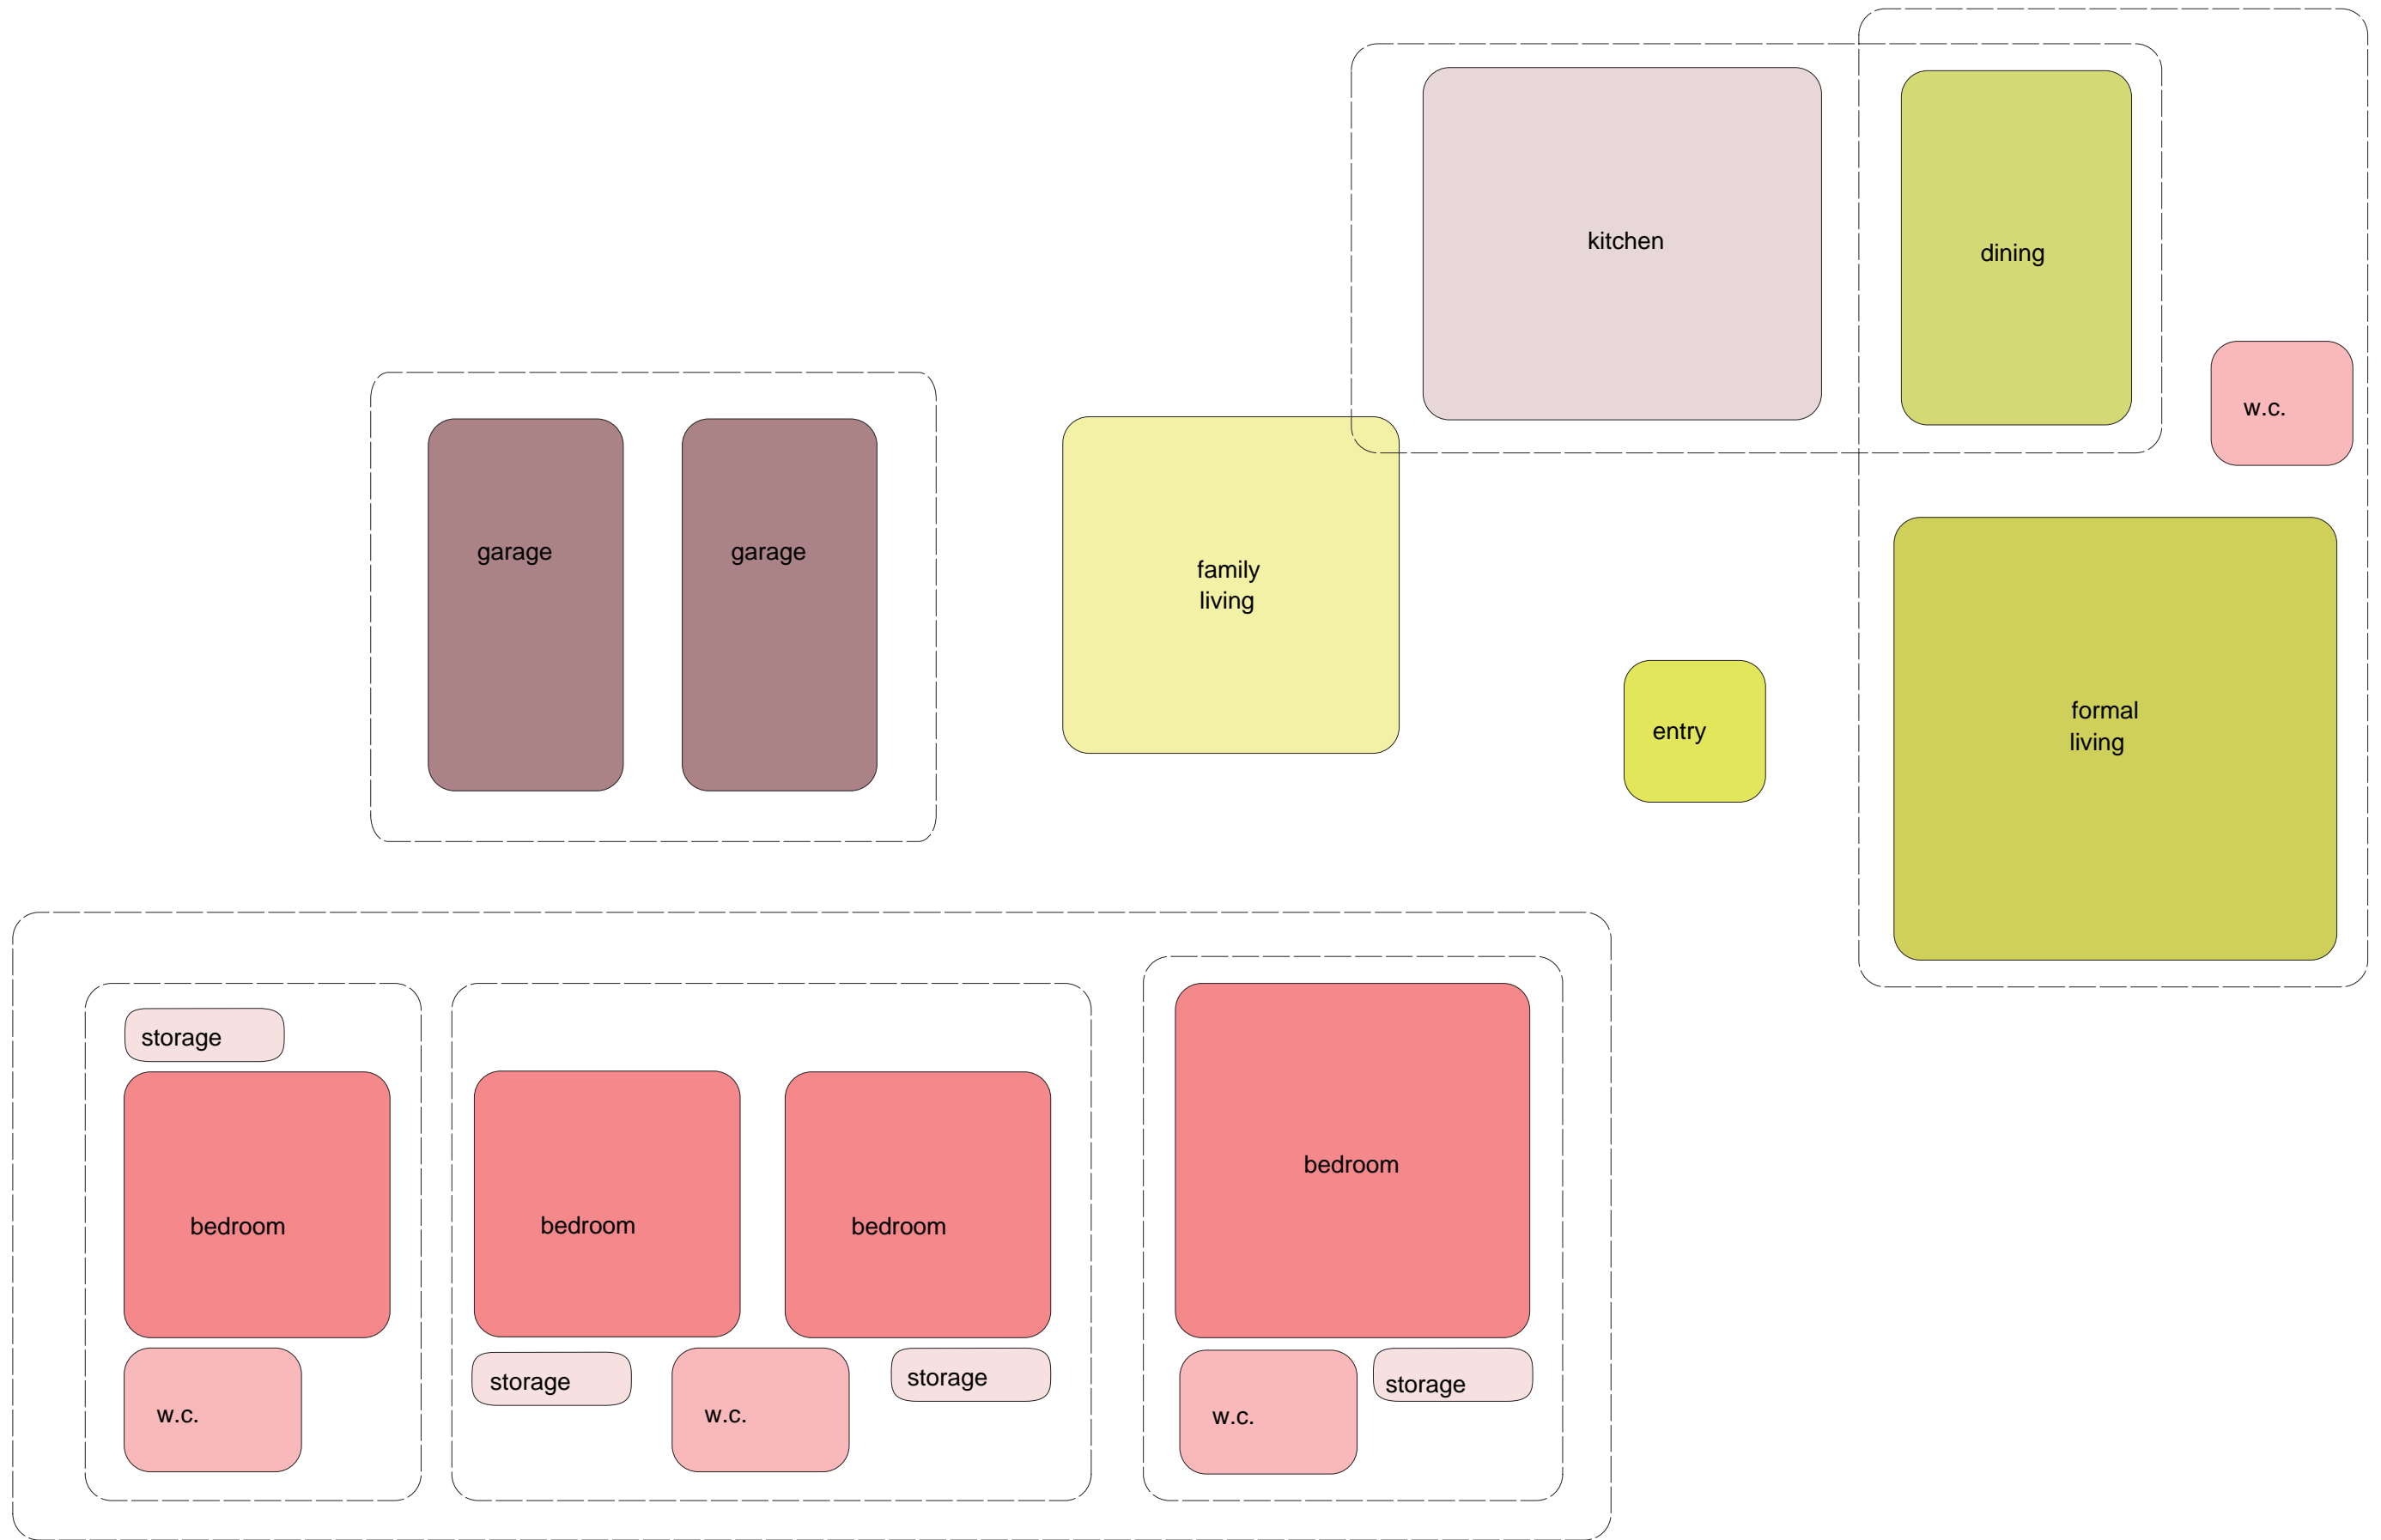 kitchen
dining
w.c.
garage
garage
family
living
formal
living
entry
storage
bedroom
w.c.
bedroom
bedroom
storage
w.c.
storage
bedroom
w.c.
storage